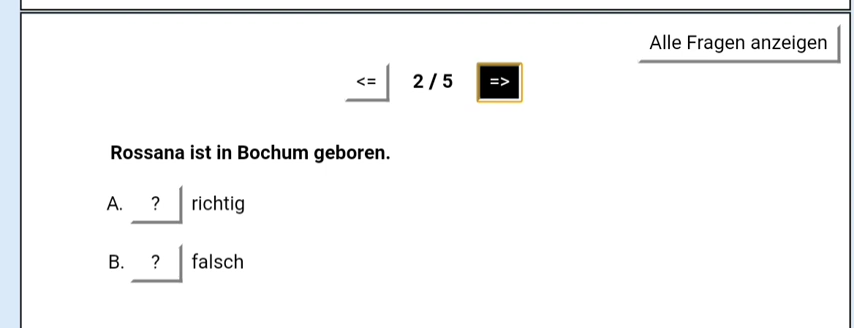 Alle Fragen anzeigen
<= 2 / 5 =>
Rossana ist in Bochum geboren.
A. ? richtig
B. ? falsch